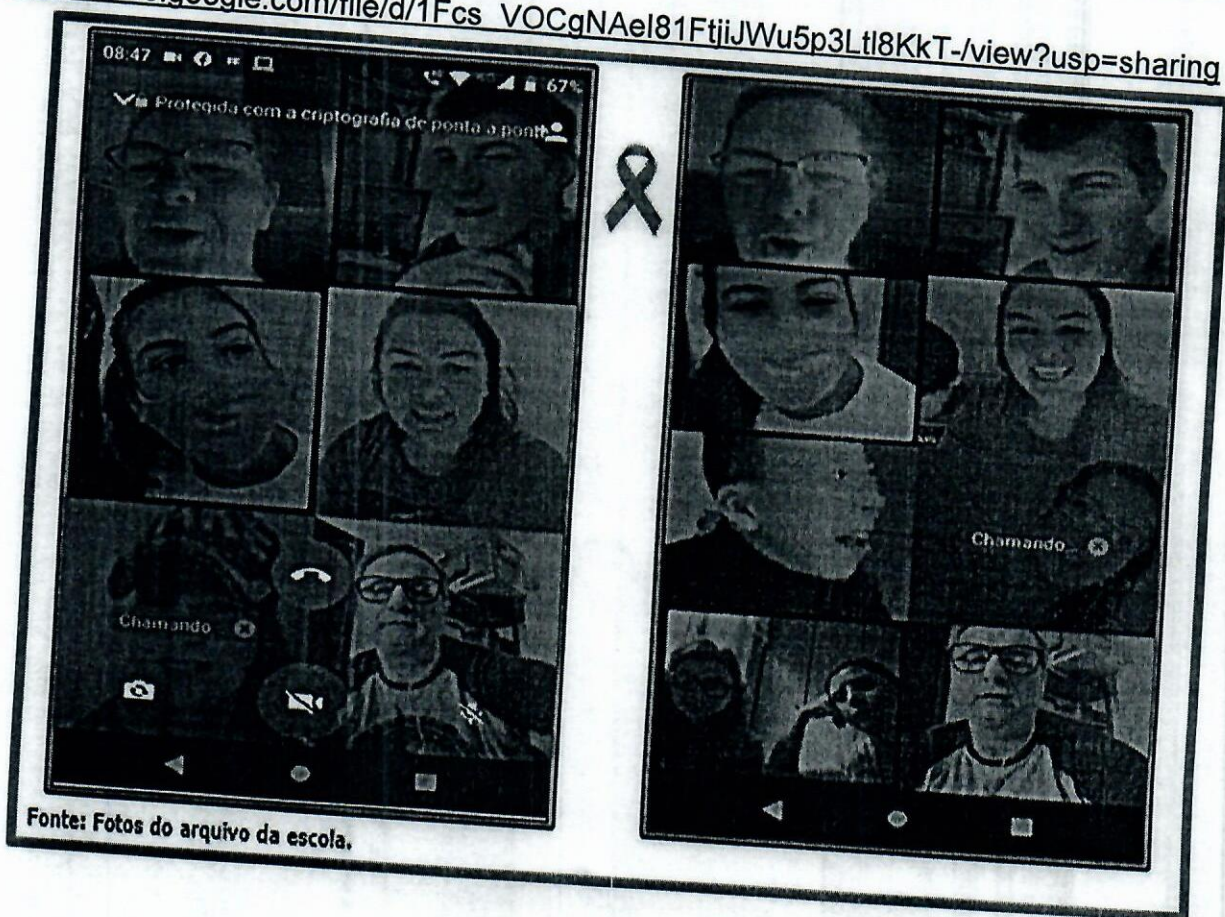 .google.com/file/d/1Fcs_VOCgNAeI81FtjiJWu5p3LtI8KkT-/view?usp=sharing
08:47
67%
Protegida com a criptografia de ponta a ponta
Chamando
Chamando
Fonte: Fotos do arquivo da escola.